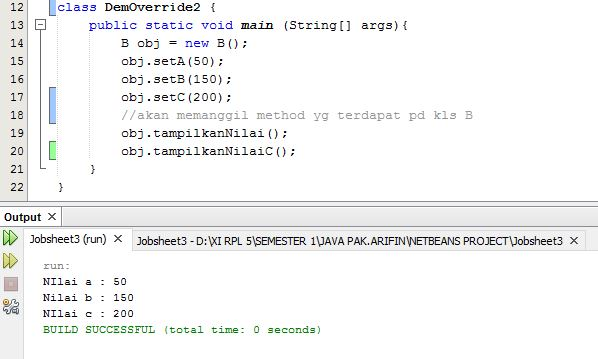 12 class DemOverride2 {
13 public static void main (String[] args){
14 B obj = new B();
15 obj.setA(50);
16 obj.setB(150);
17 obj.setC(200);
18 //akan memanggil method yg terdapat pd kls B
19 obj.tampilkanNilai();
20 obj.tampilkanNilaiC();
21 }
22 }
Output
Jobsheet3 (run) Jobsheet3 - D:\XI RPL 5\SEMESTER 1\JAVA PAK.ARIFIN\NETBEANS PROJECT\Jobsheet3
run:
NIlai a : 50
Nilai b : 150
NIlai c : 200
BUILD SUCCESSFUL (total time: 0 seconds)